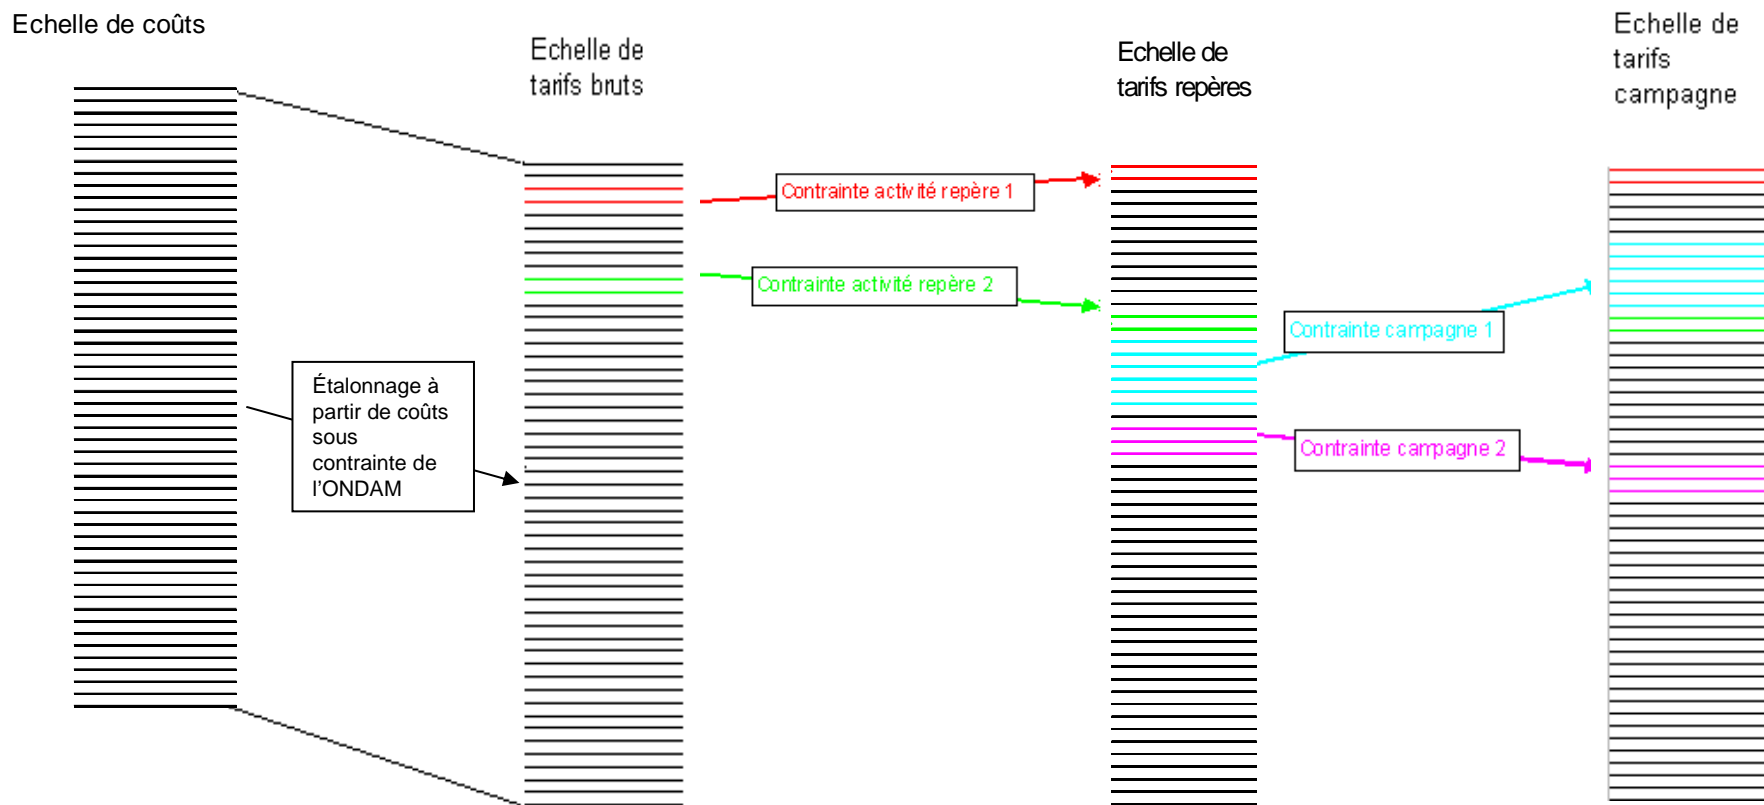 Echelle de coûts
Echelle de
tarifs bruts
Echelle de
tarifs repères
Echelle de
tarifs
campagne
Contrainte activité repère 1
Contrainte activité repère 2
Contrainte campagne 1
Contrainte campagne 2
Étalonnage à
partir de coûts
sous
contrainte de
l'ONDAM